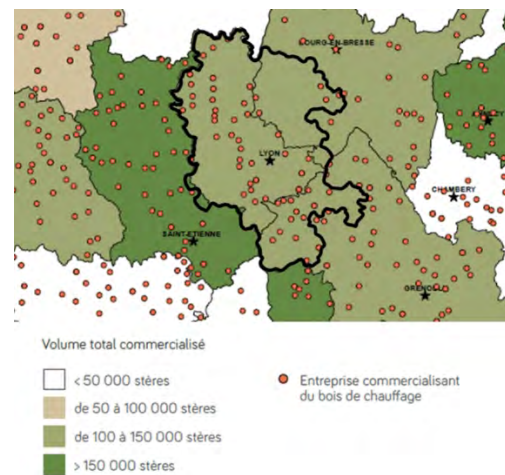 BOURG-EN-BRESSE
LYON
CHAMBERY
SAINT-ETIENNE
Volume total commercialisé
< 50 000 stères
de 50 à 100 000 stères
de 100 à 150 000 stères
> 150 000 stères
Entreprise commercialisant
du bois de chauffage